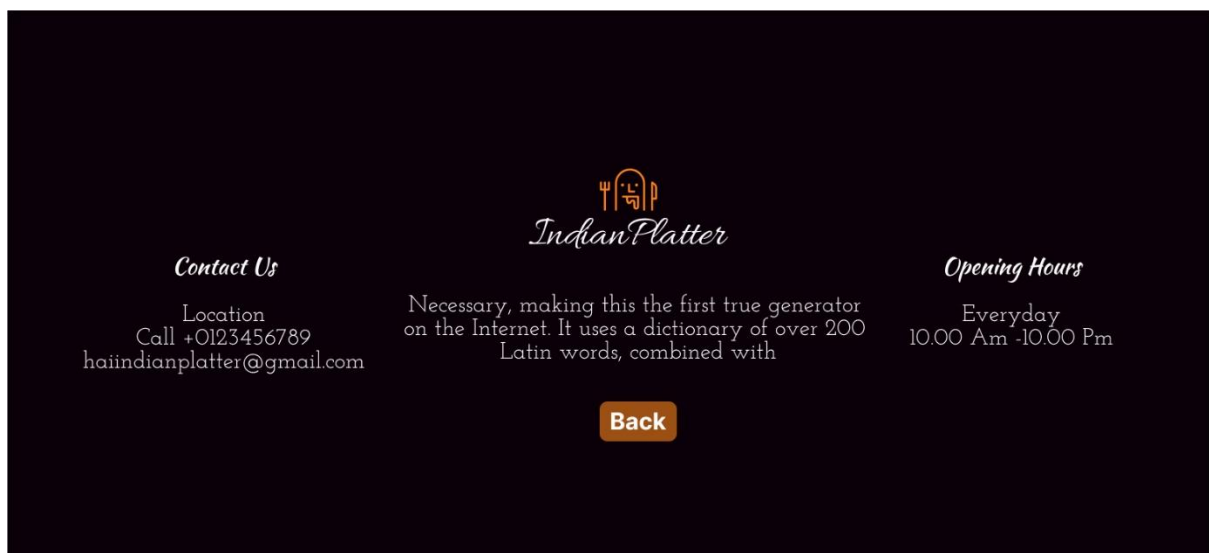 IndianPlatter
Contact Us
Location
Call +0123456789
haiindianplatter@gmail.com
Necessary, making this the first true generator
on the Internet. It uses a dictionary of over 200
Latin words, combined with
Opening Hours
Everyday
10.00 Am -10.00 Pm
Back